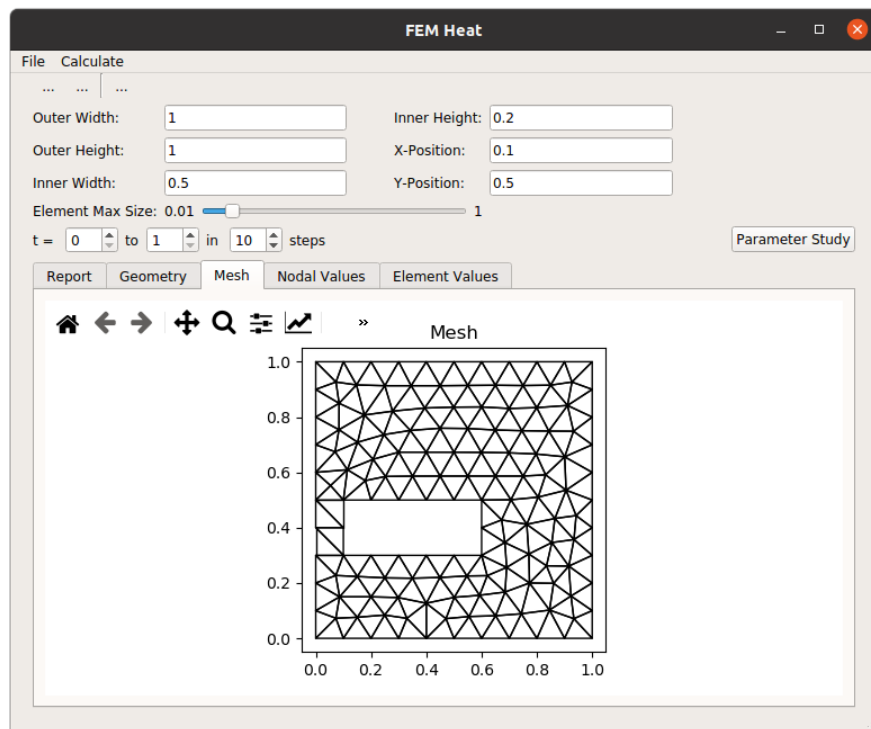 FEM Heat
File Calculate
... ... ...
Outer Width: 1 Inner Height: 0.2
Outer Height: 1 X-Position: 0.1
Inner Width: 0.5 Y-Position: 0.5
Element Max Size: 0.01 1
t = 0 to 1 in 10 steps Parameter Study
Report Geometry Mesh Nodal Values Element Values
»
Mesh
1.0
0.8
0.6
0.4
0.2
0.0
0.0 0.2 0.4 0.6 0.8 1.0